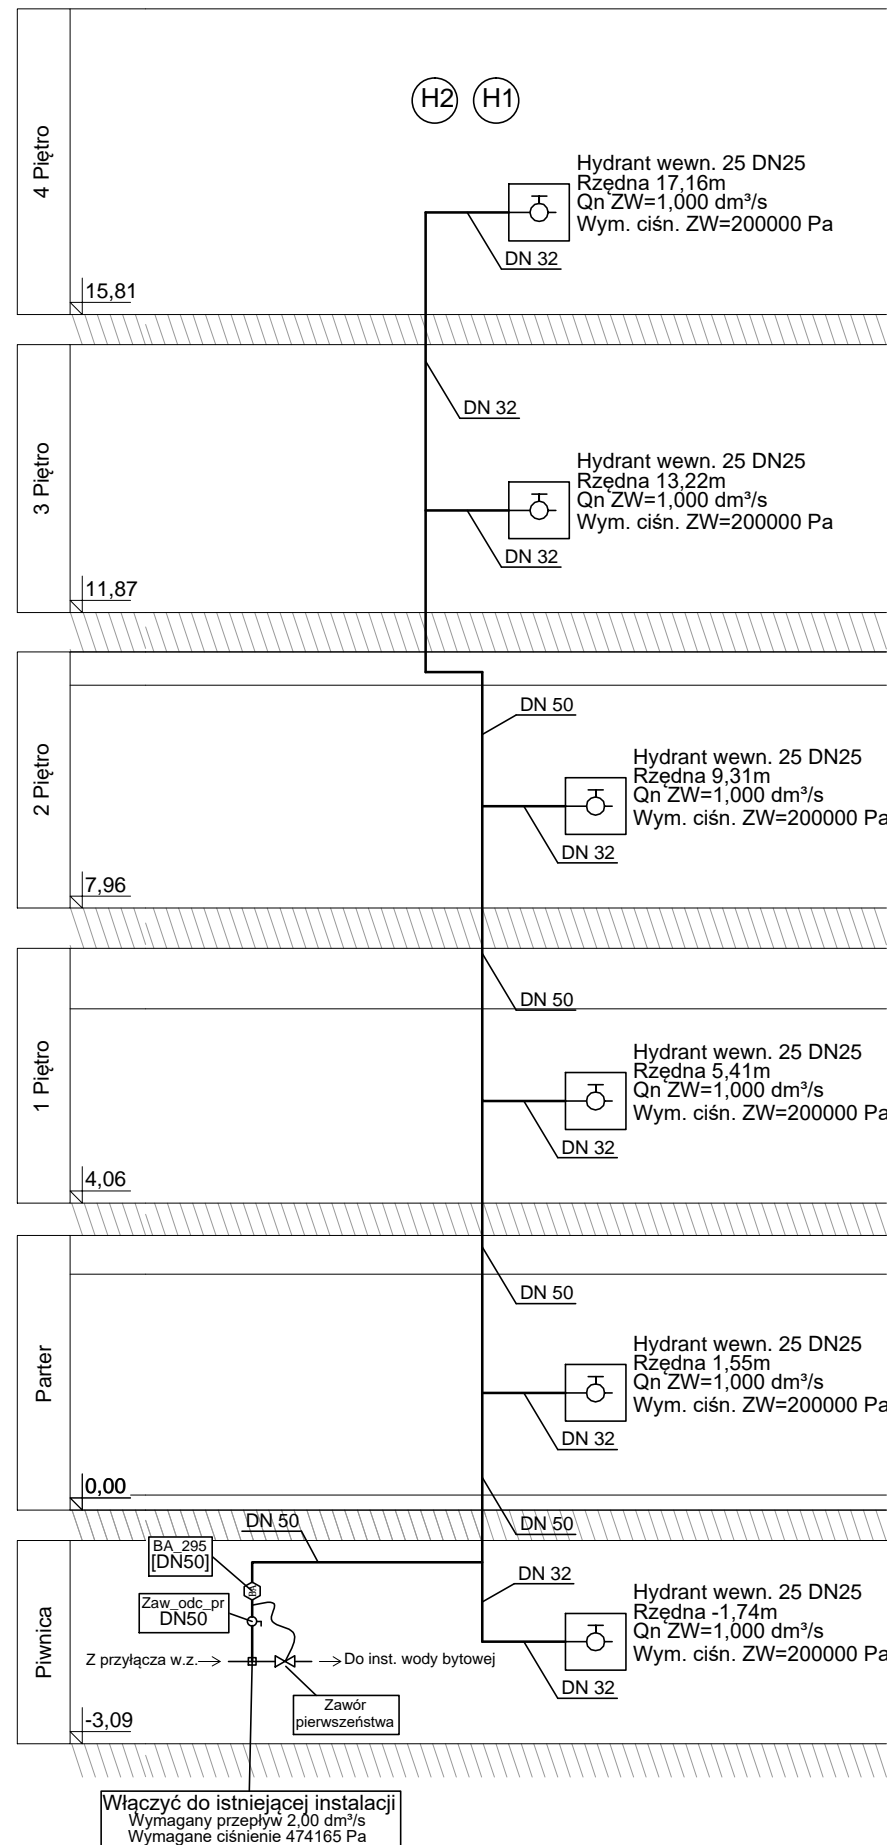 4 Piętro
H2 H1
Hydrant wewn. 25 DN25
Rzędna 17,16m
Qn ZW=1,000 dm³/s
Wym. ciśn. ZW=200000 Pa
DN 32
15,81
3 Piętro
DN 32
Hydrant wewn. 25 DN25
Rzędna 13,22m
Qn ZW=1,000 dm³/s
Wym. ciśn. ZW=200000 Pa
DN 32
11,87
2 Piętro
DN 50
Hydrant wewn. 25 DN25
Rzędna 9,31m
Qn ZW=1,000 dm³/s
Wym. ciśn. ZW=200000 Pa
DN 32
7,96
1 Piętro
DN 50
Hydrant wewn. 25 DN25
Rzędna 5,41m
Qn ZW=1,000 dm³/s
Wym. ciśn. ZW=200000 Pa
DN 32
4,06
Parter
DN 50
Hydrant wewn. 25 DN25
Rzędna 1,55m
Qn ZW=1,000 dm³/s
Wym. ciśn. ZW=200000 Pa
DN 32
0,00
DN 50
DN 50
Piwnica
BA_295
[DN50]
Zaw_odc_pr
DN50
DN 32
Hydrant wewn. 25 DN25
Rzędna -1,74m
Qn ZW=1,000 dm³/s
Wym. ciśn. ZW=200000 Pa
DN 32
Z przyłącza w.z.
Do inst. wody bytowej
Zawór
pierwszeństwa
-3,09
Włączyć do istniejącej instalacji
Wymagany przepływ 2,00 dm³/s
Wymagane ciśnienie 474165 Pa